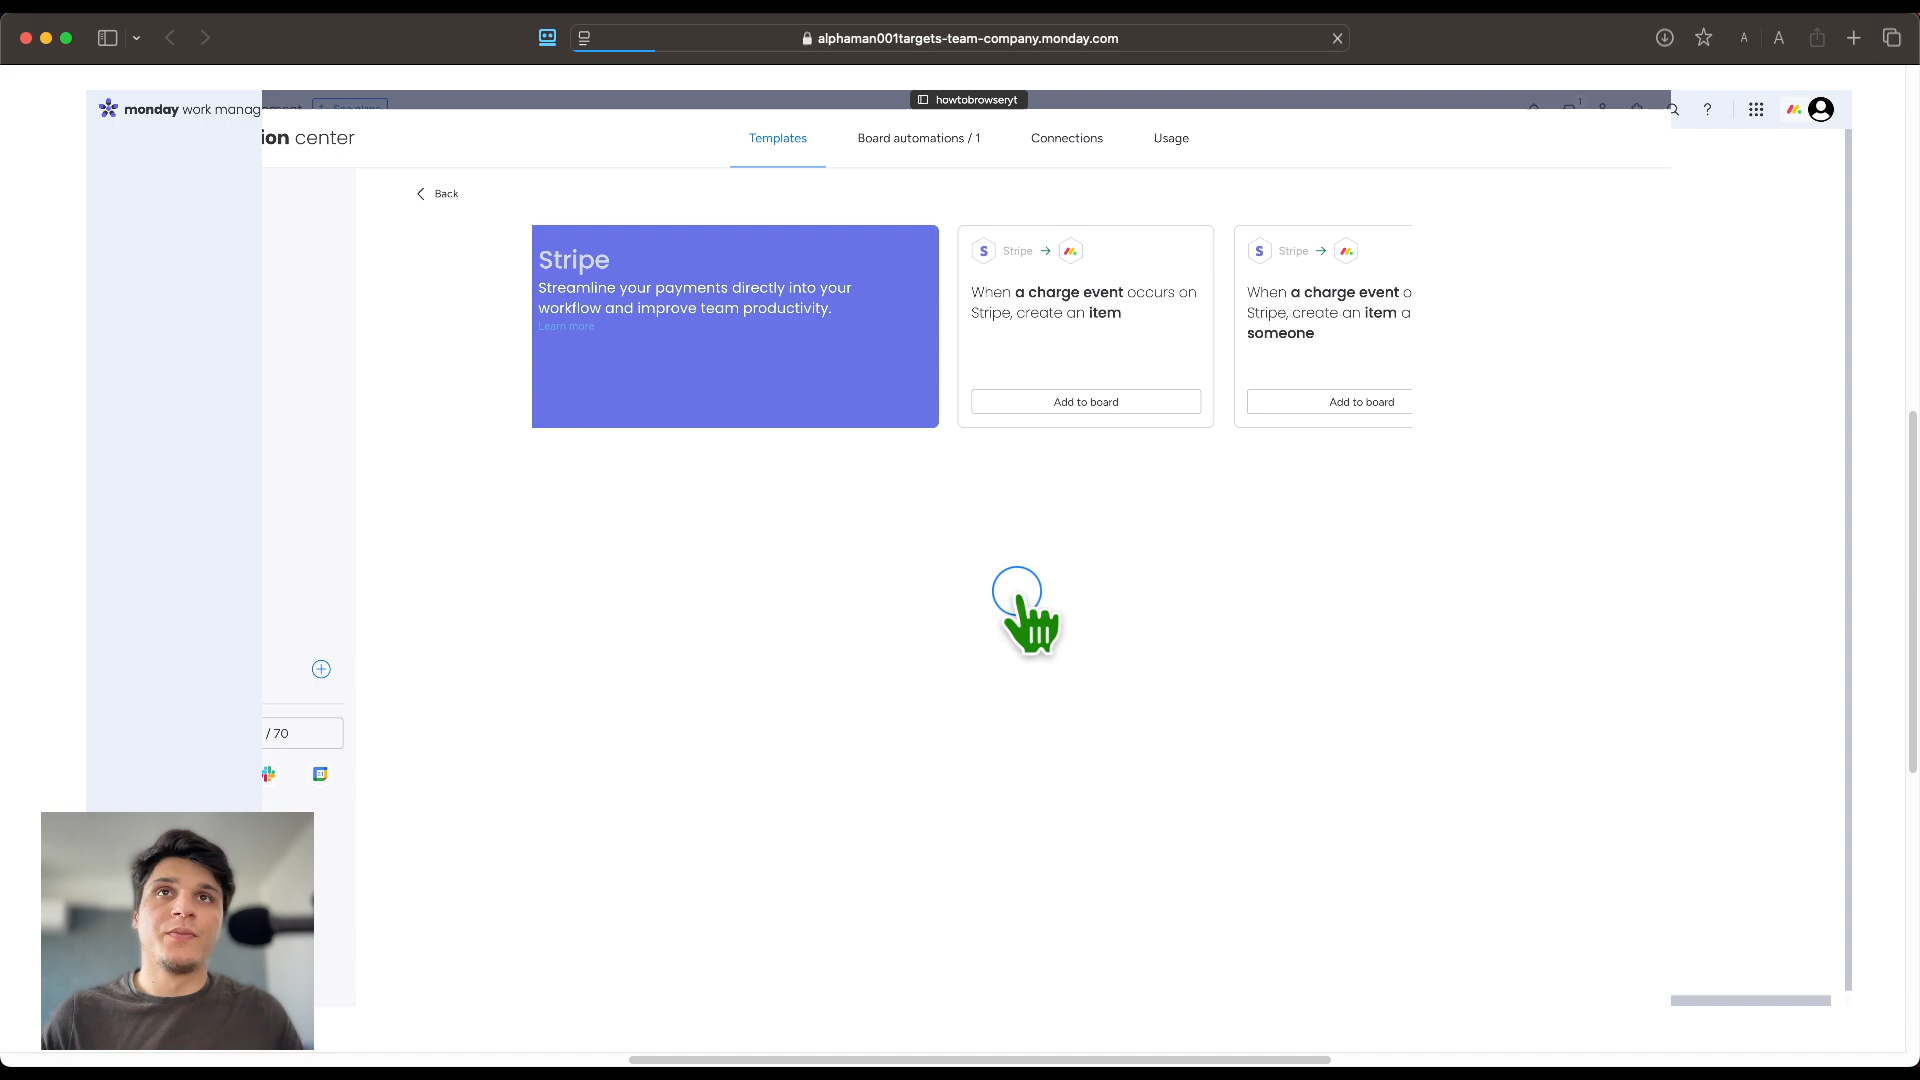 alphaman001targets-team-company.monday.com
A
A
howtobrowseryt
monday work manag
1
?
ion center
Templates
Board automations / 1
Connections
Usage
Back
Stripe
Streamline your payments directly into your
workflow and improve team productivity.
Learn more
S Stripe
When a charge event occurs on
Stripe, create an item
Add to board
S Stripe
When a charge event o
Stripe, create an item a
someone
Add to board
/ 70
31